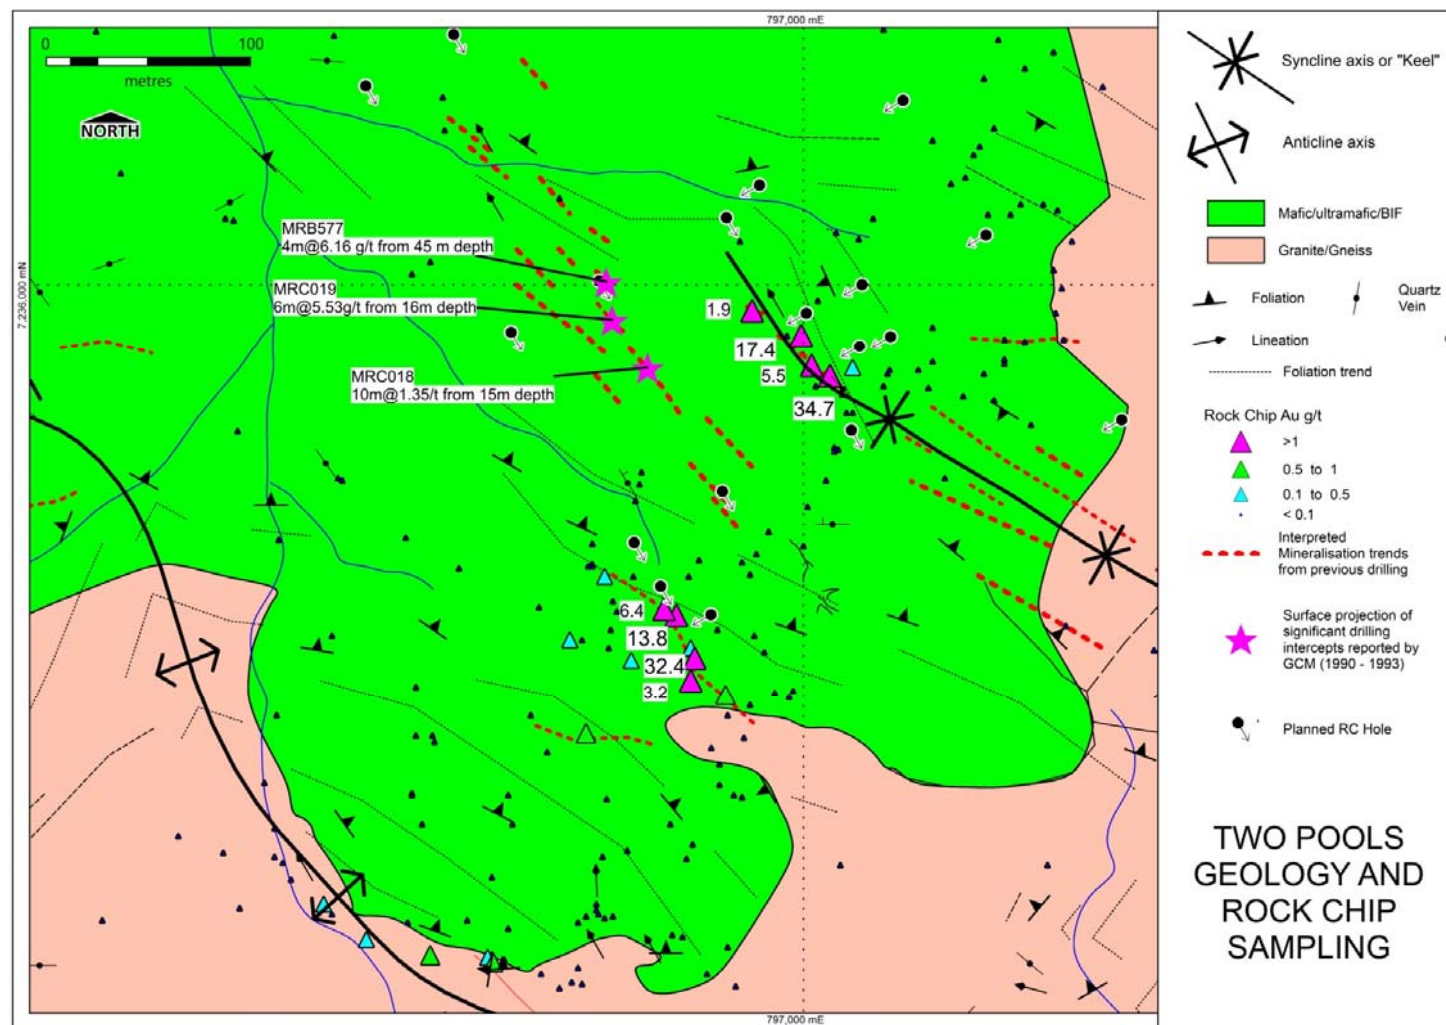 797,000 mE
0 100
metres
NORTH
7,236,000 mN
MRB577
4m@6.16 g/t from 45 m depth
MRC019
6m@5.53g/t from 16m depth
MRC018
10m@1.35/t from 15m depth
1.9
17.4
5.5
34.7
6.4
13.8
32.4
3.2
797,000 mE
Syncline axis or "Keel"
Anticline axis
Mafic/ultramafic/BIF
Granite/Gneiss
Foliation
Quartz
Vein
Lineation
Foliation trend
Rock Chip Au g/t
>1
0.5 to 1
0.1 to 0.5
< 0.1
Interpreted
Mineralisation trends
from previous drilling
Surface projection of
significant drilling
intercepts reported by
GCM (1990 - 1993)
Planned RC Hole
TWO POOLS
GEOLOGY AND
ROCK CHIP
SAMPLING